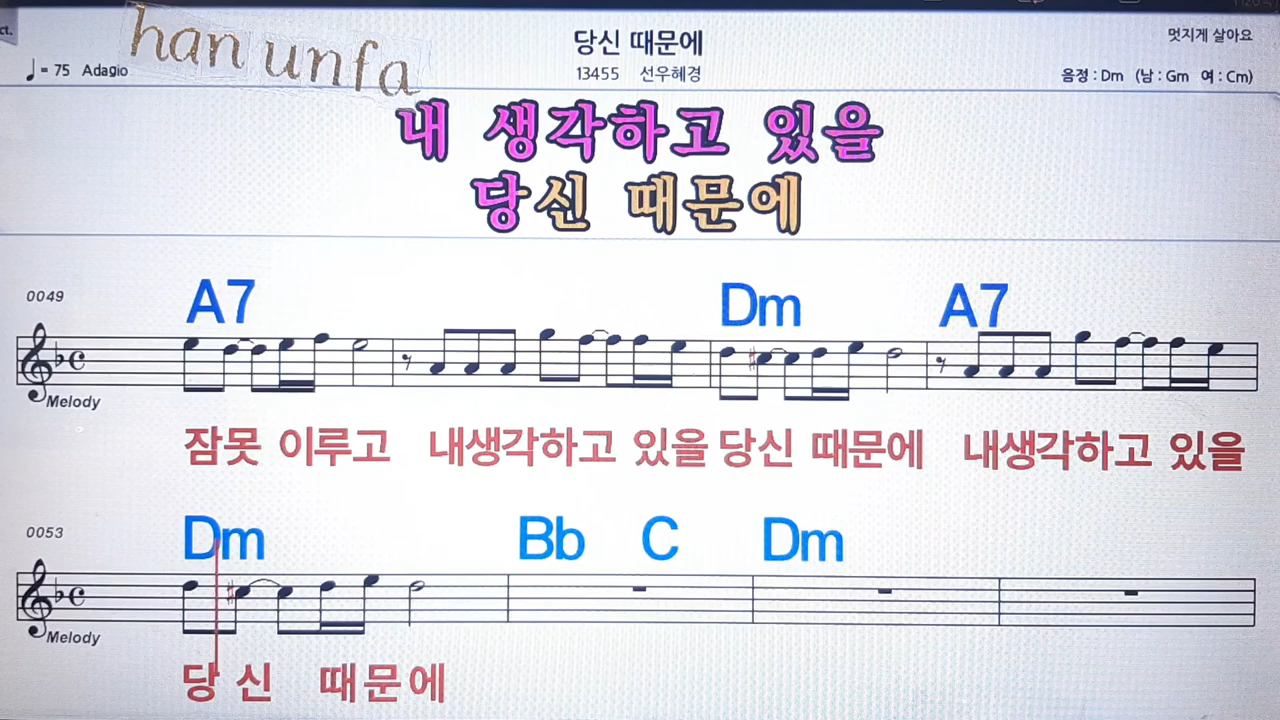 ct.
han unfa
당신 때문에
멋지게 살아요
♩= 75 Adagio
13455 선우혜경
음정 : Dm (남 : Gm 여 : Cm)
내 생각하고 있을
당신 때문에
0049
A7 Dm A7
Melody
잠못 이루고 내생각하고 있을 당신 때문에 내생각하고 있을
0053
Dm Bb C Dm
Melody
당 신 때문에